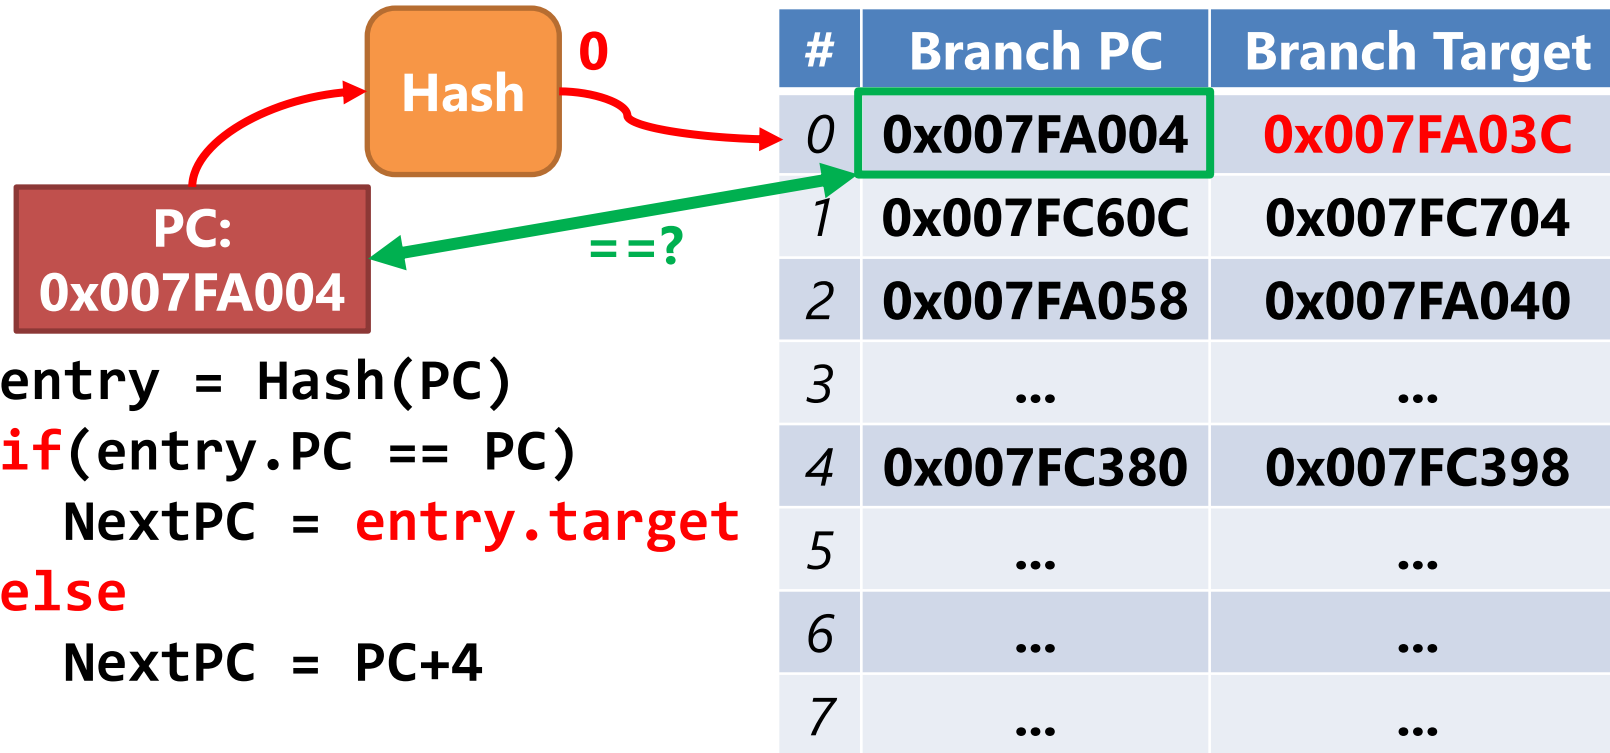 Hash
0
PC:
0x007FA004
==?
entry = Hash(PC)
if(entry.PC == PC)
  NextPC = entry.target
else
  NextPC = PC+4
# Branch PC Branch Target
0 0x007FA004 0x007FA03C
1 0x007FC60C 0x007FC704
2 0x007FA058 0x007FA040
3 ... ...
4 0x007FC380 0x007FC398
5 ... ...
6 ... ...
7 ... ...